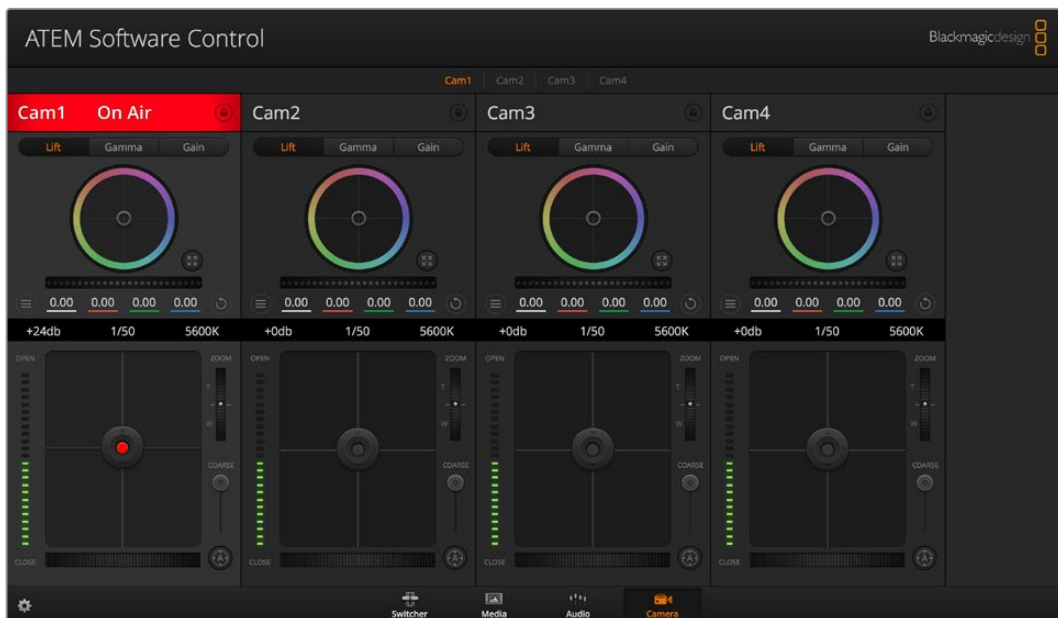 ATEM Software Control
Blackmagicdesign
Cam1 Cam2 Cam3 Cam4
Cam1 On Air Cam2 Cam3 Cam4
Lift Gamma Gain Lift Gamma Gain Lift Gamma Gain Lift Gamma Gain
0.00 0.00 0.00 0.00 0.00 0.00 0.00 0.00 0.00 0.00 0.00 0.00 0.00 0.00 0.00 0.00
+24db 1/50 5600K +0db 1/50 5600K +0db 1/50 5600K +0db 1/50 5600K
OPEN ZOOM OPEN ZOOM OPEN ZOOM OPEN ZOOM
T T T T
W W W W
COARSE COARSE COARSE COARSE
A A A A
CLOSE CLOSE CLOSE CLOSE
Switcher Media Audio Camera